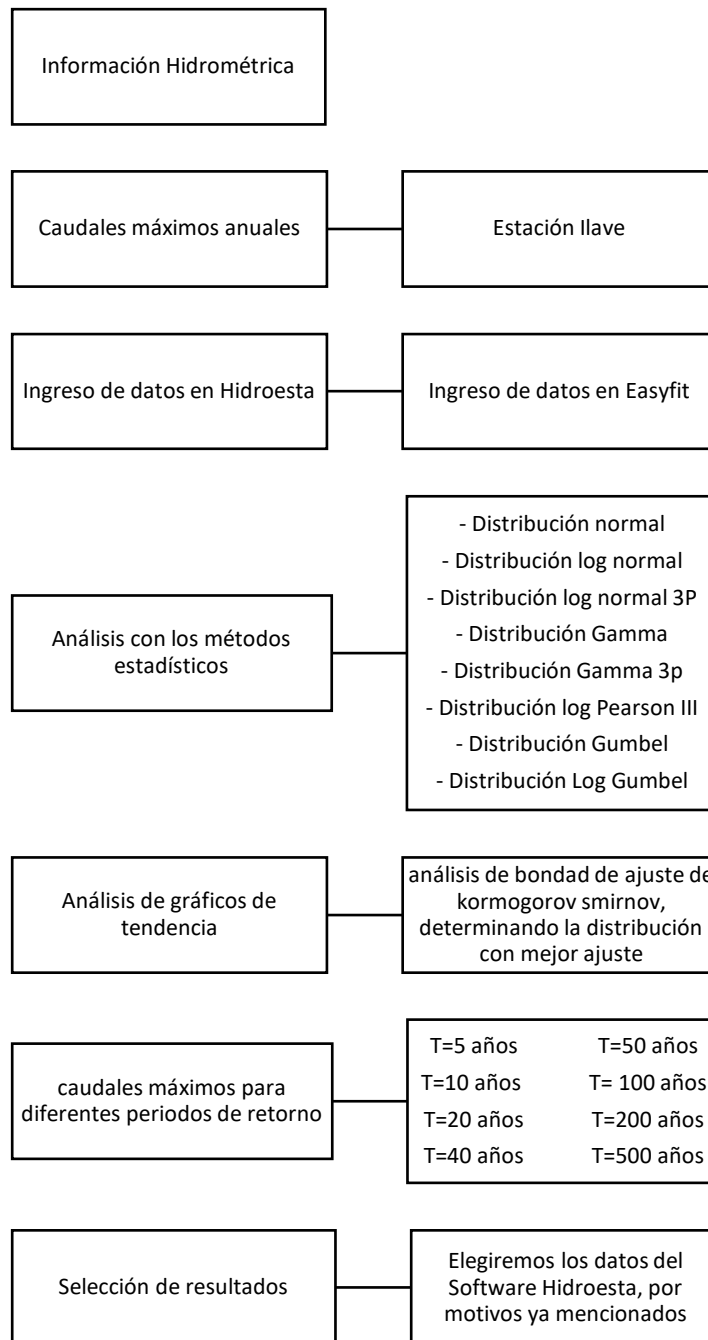 Información Hidrométrica
Caudales máximos anuales
Estación Ilave
Ingreso de datos en Hidroesta
Ingreso de datos en Easyfit
Análisis con los métodos
estadísticos
- Distribución normal
- Distribución log normal
- Distribución log normal 3P
- Distribución Gamma
- Distribución Gamma 3p
- Distribución log Pearson III
- Distribución Gumbel
- Distribución Log Gumbel
Análisis de gráficos de
tendencia
análisis de bondad de ajuste de
kormogorov smirnov,
determinando la distribución
con mejor ajuste
caudales máximos para
diferentes periodos de retorno
T=5 años T=50 años
T=10 años T= 100 años
T=20 años T=200 años
T=40 años T=500 años
Selección de resultados
Elegiremos los datos del
Software Hidroesta, por
motivos ya mencionados